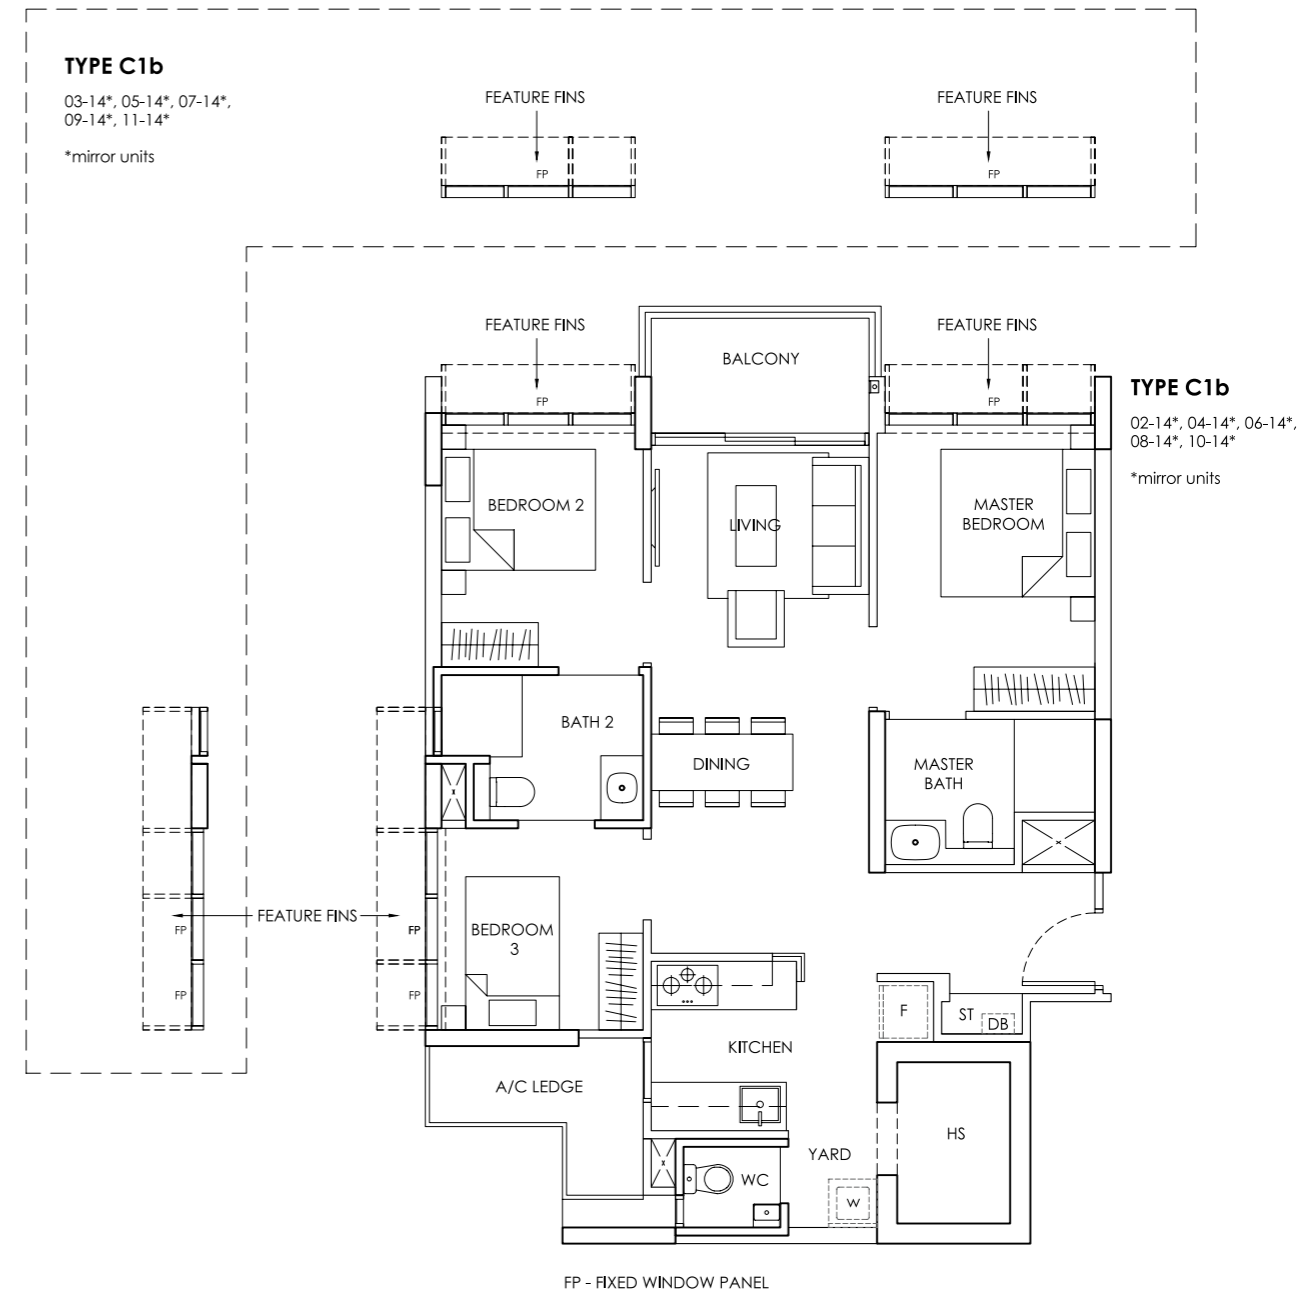 TYPE C1b
03-14*, 05-14*, 07-14*,
09-14*, 11-14*
*mirror units
FEATURE FINS
FP
FEATURE FINS
FP
FEATURE FINS
FP
BALCONY
FEATURE FINS
FP
TYPE C1b
02-14*, 04-14*, 06-14*,
08-14*, 10-14*
*mirror units
BEDROOM 2
LIVING
MASTER
BEDROOM
BATH 2
DINING
MASTER
BATH
FEATURE FINS
FP
FP
FP
FP
BEDROOM
3
F
ST
DB
KITCHEN
A/C LEDGE
HS
YARD
WC
W
FP - FIXED WINDOW PANEL